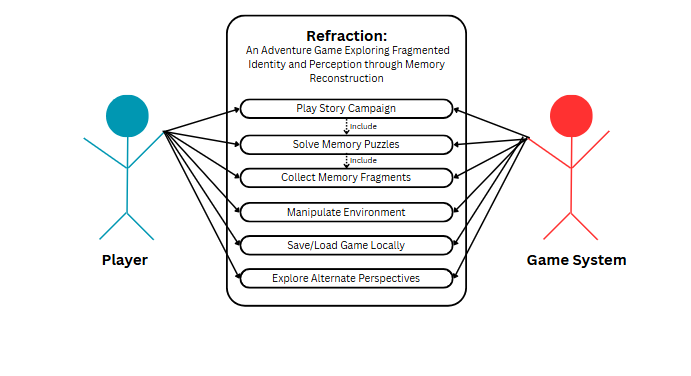 Refraction:
An Adventure Game Exploring Fragmented
Identity and Perception through Memory
Reconstruction
Play Story Campaign
Include
Solve Memory Puzzles
Include
Collect Memory Fragments
Manipulate Environment
Save/Load Game Locally
Explore Alternate Perspectives
Player
Game System